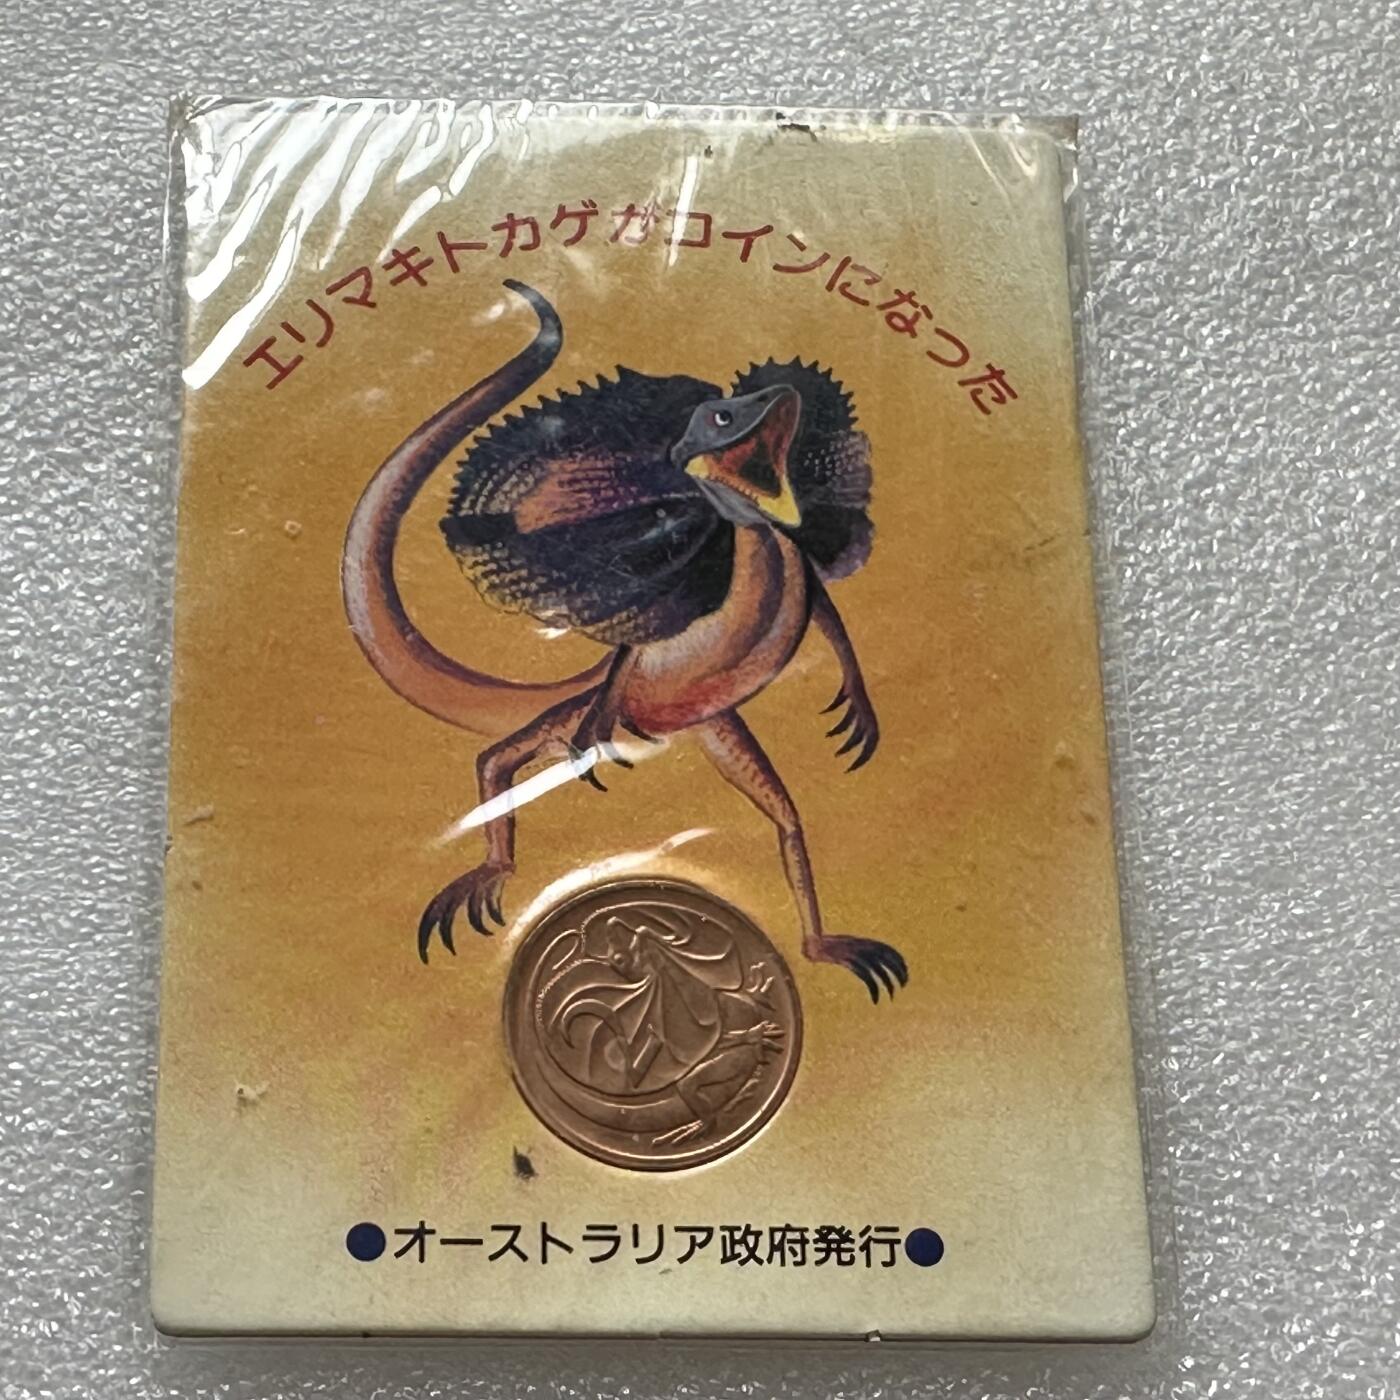 エリマキトカゲがコインになった
2
●オーストラリア政府発行●